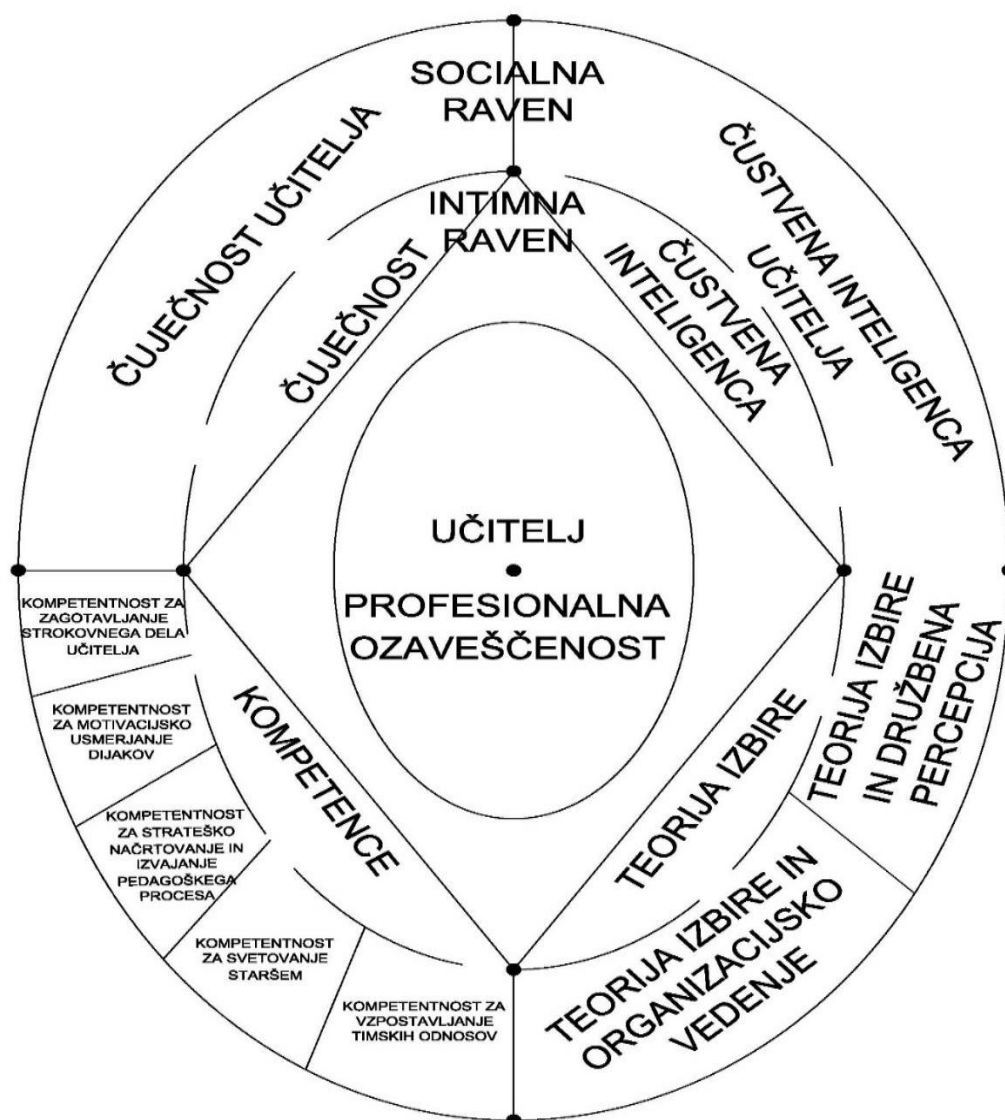 SOCIALNA
RAVEN
ČUJEČNOST UČITELJA
ČUSTVENA INTELIGENCA
UČITELJA
INTIMNA
RAVEN
ČUJEČNOST
ČUSTVENA
INTELIGENCA
UČITELJ
PROFESIONALNA
OZAVEŠČENOST
KOMPETENTNOST ZA
ZAGOTAVLJANJE
STROKOVNEGA DELA
UČITELJA
KOMPETENTNOST
ZA MOTIVACIJSKO
USMERJANJE
DIJAKOV
KOMPETENTNOST
ZA STRATEŠKO
NAČRTOVANJE IN
IZVAJANJE
PEDAGOŠKEGA
PROCESA
KOMPETENTNOST
ZA SVETOVANJE
STARŠEM
KOMPETENTNOST ZA
VZPOSTAVLJANJE
TIMSKIH ODNOSOV
KOMPETENCE
TEORIJA IZBIRE
TEORIJA IZBIRE
IN DRUŽBENA
PERCEPCIJA
TEORIJA IZBIRE IN
ORGANIZACIJSKO
VEDENJE